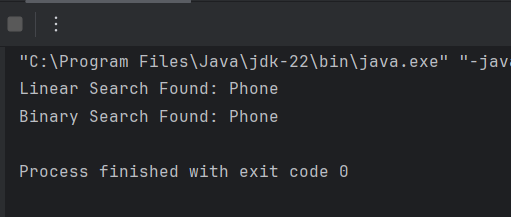 "C:\Program Files\Java\jdk-22\bin\java.exe" "-java
Linear Search Found: Phone
Binary Search Found: Phone
Process finished with exit code 0